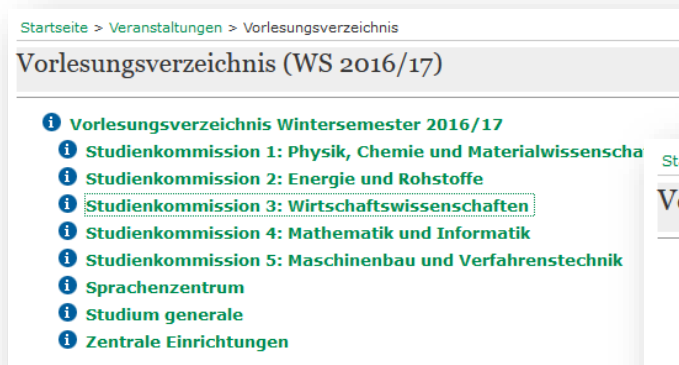 Startseite > Veranstaltungen > Vorlesungsverzeichnis
Vorlesungsverzeichnis (WS 2016/17)
Vorlesungsverzeichnis Wintersemester 2016/17
Studienkommission 1: Physik, Chemie und Materialwissenscha
Studienkommission 2: Energie und Rohstoffe
Studienkommission 3: Wirtschaftswissenschaften
Studienkommission 4: Mathematik und Informatik
Studienkommission 5: Maschinenbau und Verfahrenstechnik
Sprachenzentrum
Studium generale
Zentrale Einrichtungen
St